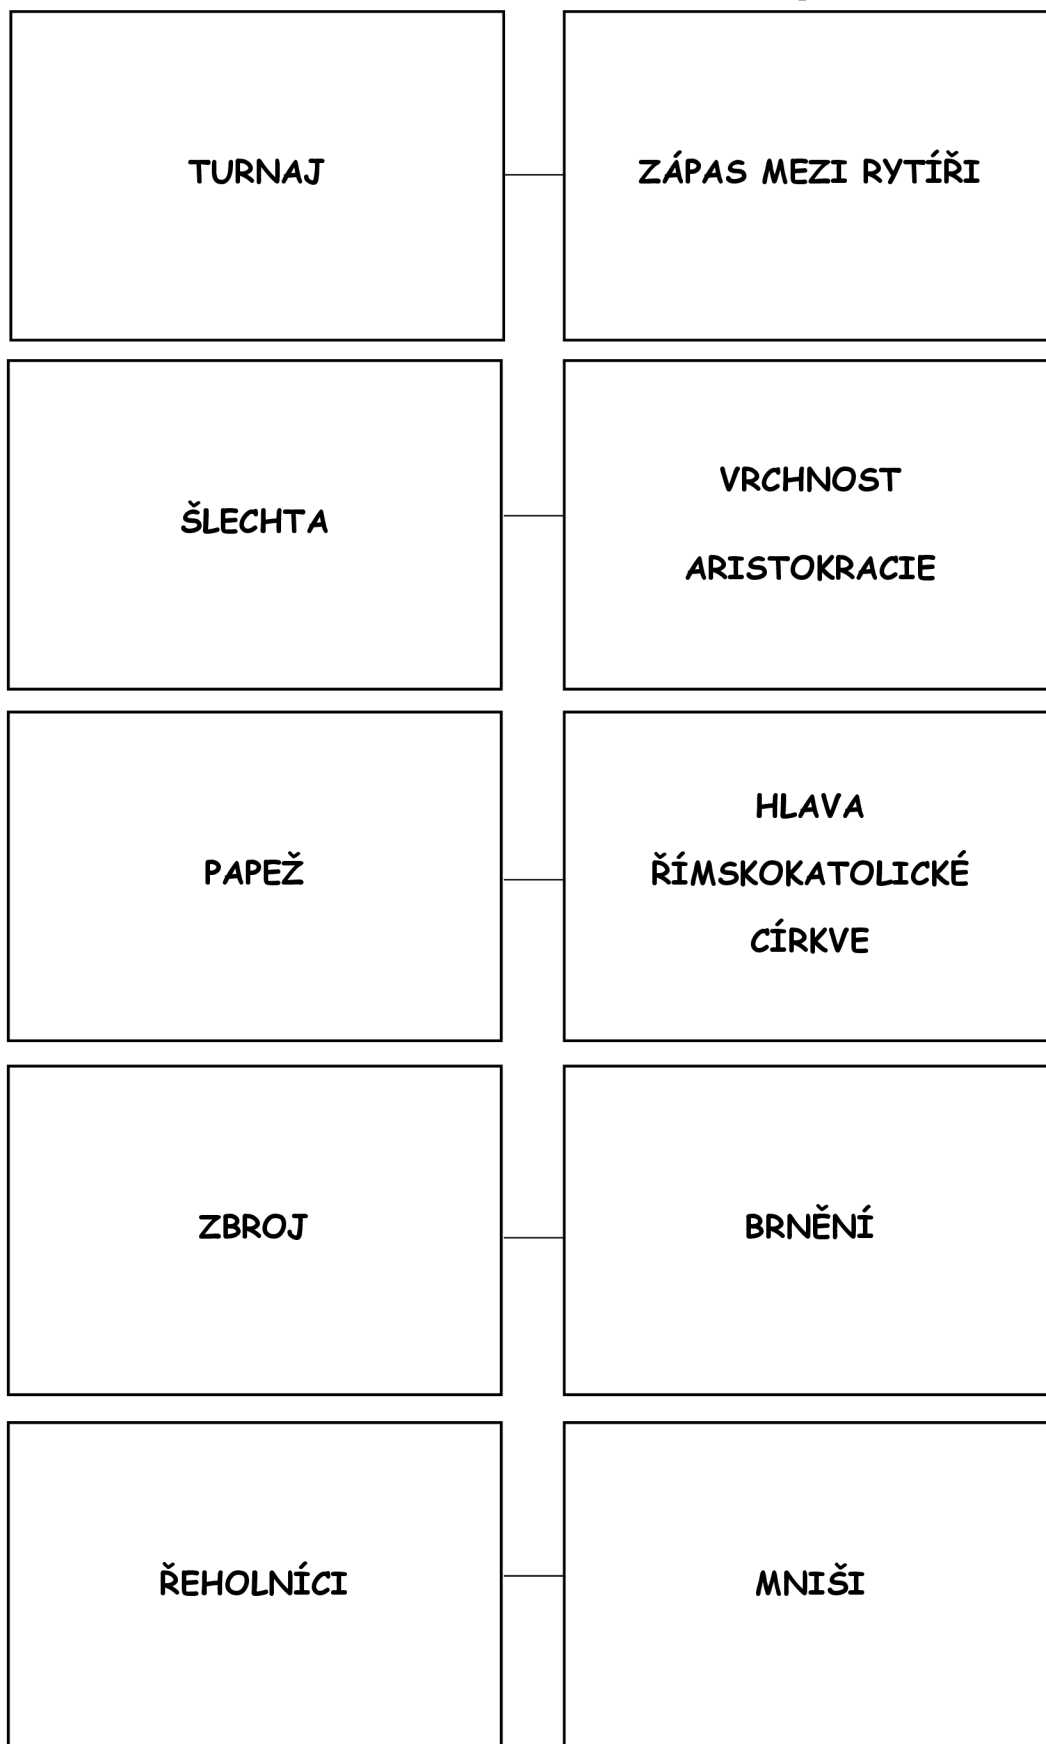 TURNAJ
ZÁPAS MEZI RYTÍŘI
ŠLECHTA
VRCHNOST
ARISTOKRACIE
PAPEŽ
HLAVA
ŘÍMSKOKATOLICKÉ
CÍRKVE
ZBROJ
BRNĚNÍ
ŘEHOLNÍCI
MNIŠI